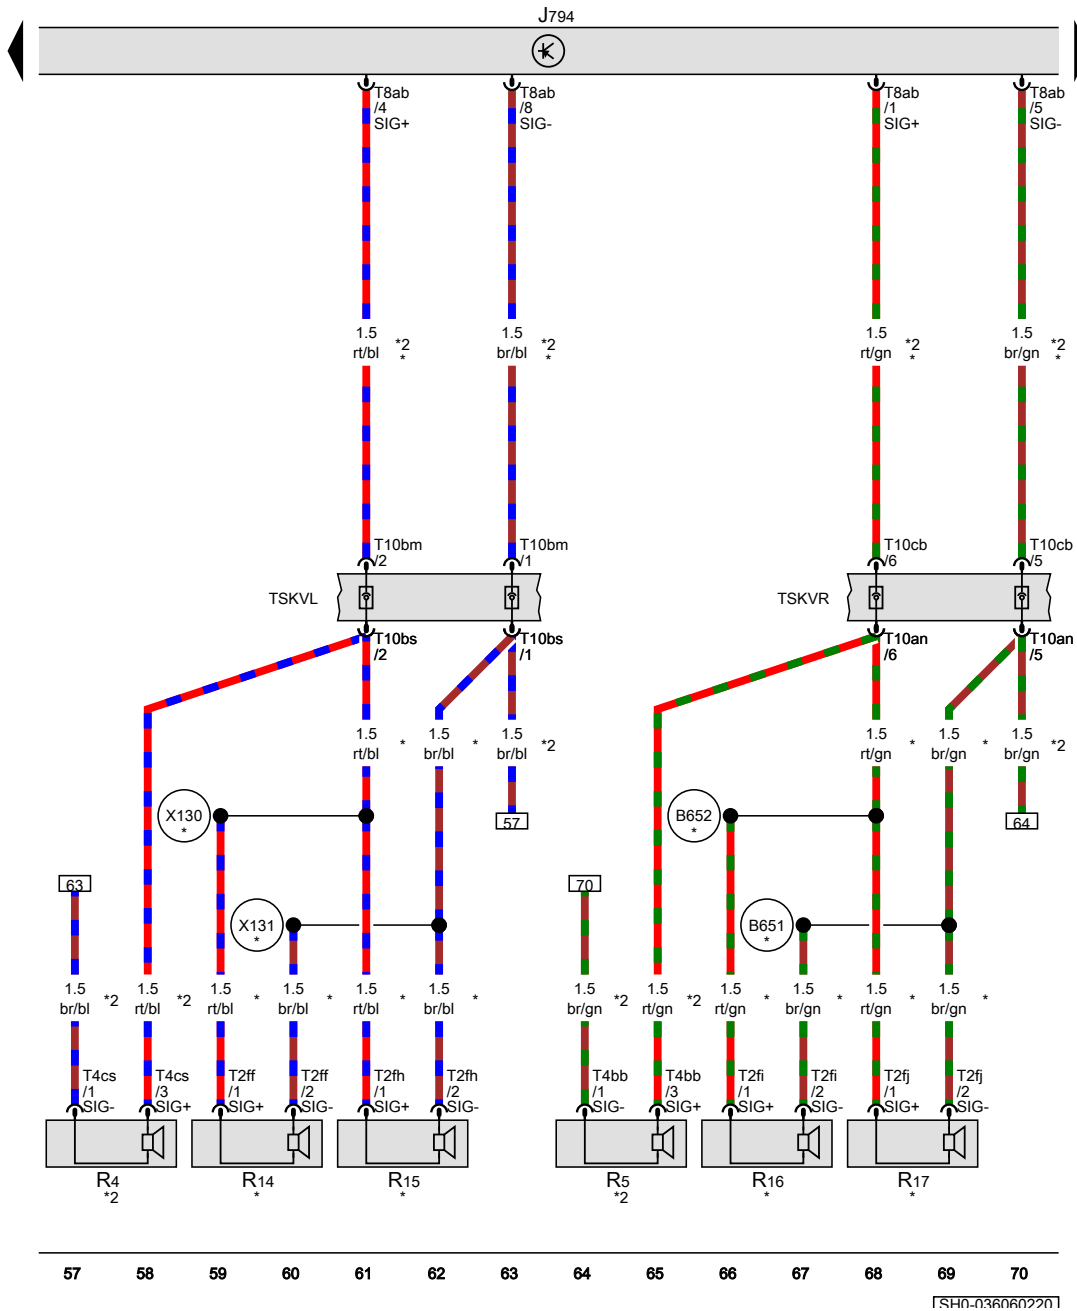 J794
T8ab
/4
SIG+
T8ab
/8
SIG-
T8ab
/1
SIG+
T8ab
/5
SIG-
1.5
rt/bl
*2
*
1.5
br/bl
*2
*
1.5
rt/gn
*2
*
1.5
br/gn
*2
*
T10bm
/2
T10bm
/1
T10cb
/6
T10cb
/5
TSKVL
TSKVR
T10bs
/2
T10bs
/1
T10an
/6
T10an
/5
1.5
rt/bl
*
1.5
br/bl
*
1.5
br/bl
*2
1.5
rt/gn
*
1.5
br/gn
*
1.5
br/gn
*2
X130
*
57
B652
*
64
63
70
X131
*
B651
*
1.5
br/bl
*2
1.5
rt/bl
*2
1.5
rt/bl
*
1.5
br/bl
*
1.5
rt/bl
*
1.5
br/bl
*
1.5
br/gn
*2
1.5
rt/gn
*2
1.5
rt/gn
*
1.5
br/gn
*
1.5
rt/gn
*
1.5
br/gn
*
T4cs
/1
SIG-
T4cs
/3
SIG+
T2ff
/1
SIG+
T2ff
/2
SIG-
T2fh
/1
SIG+
T2fh
/2
SIG-
T4bb
/1
SIG-
T4bb
/3
SIG+
T2fi
/1
SIG+
T2fi
/2
SIG-
T2fj
/1
SIG+
T2fj
/2
SIG-
R4
*2
R14
*
R15
*
R5
*2
R16
*
R17
*
57 58 59 60 61 62 63 64 65 66 67 68 69 70
SH0-036060220